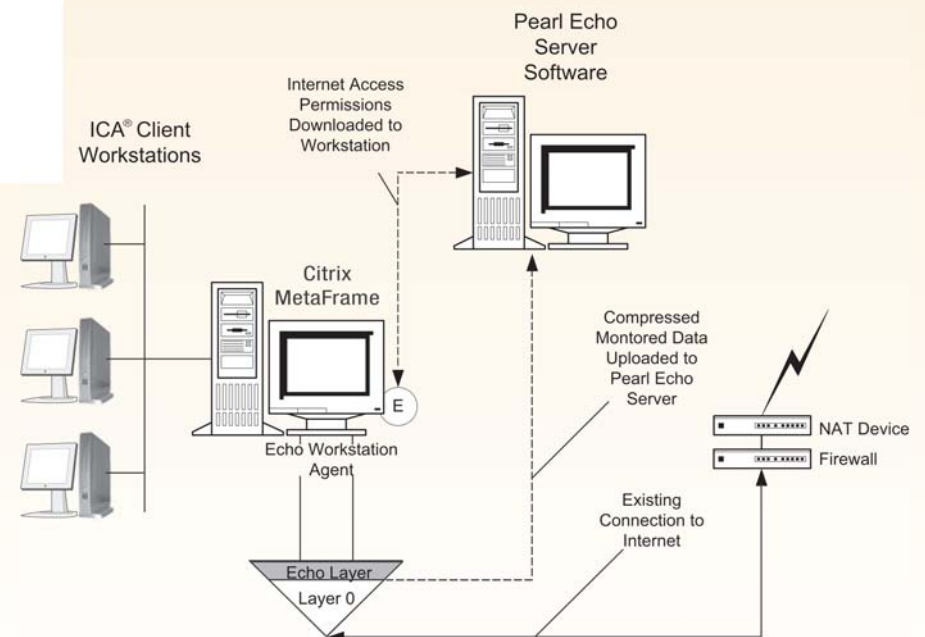 Pearl Echo
Server
Software
Internet Access
Permissions
Downloaded to
Workstation
ICA® Client
Workstations
Citrix
MetaFrame
E
Echo Workstation
Agent
Compressed
Montored Data
Uploaded to
Pearl Echo
Server
NAT Device
Firewall
Existing
Connection to
Internet
Echo Layer
Layer 0